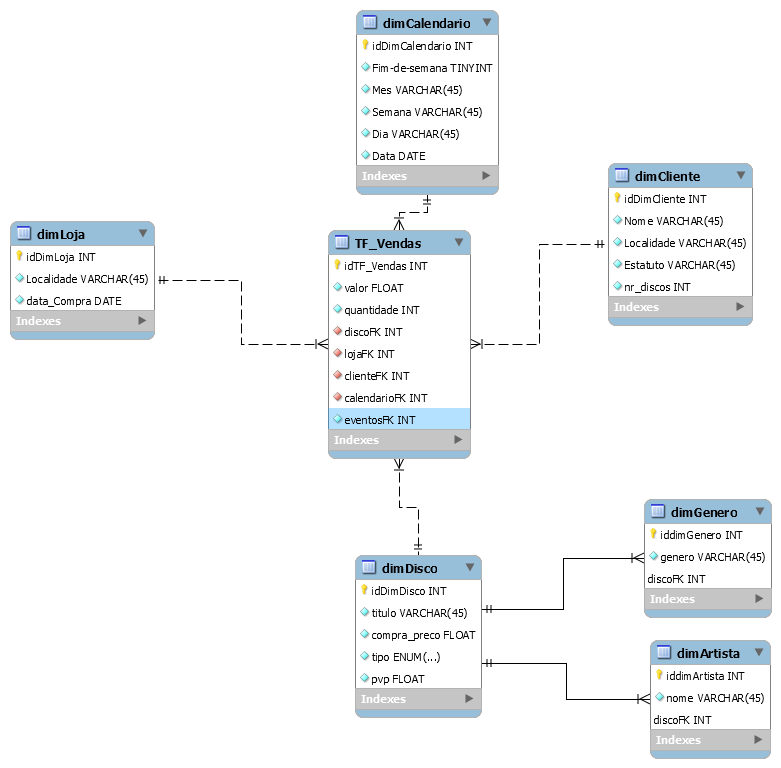 dimCalendario
idDimCalendario INT
Fim-de-semana TINYINT
Mes VARCHAR(45)
Semana VARCHAR(45)
Dia VARCHAR(45)
Data DATE
Indexes
dimCliente
idDimCliente INT
Nome VARCHAR(45)
Localidade VARCHAR(45)
Estatuto VARCHAR(45)
nr_discos INT
Indexes
dimLoja
idDimLoja INT
Localidade VARCHAR(45)
data_Compra DATE
Indexes
TF_Vendas
idTF_Vendas INT
valor FLOAT
quantidade INT
discoFK INT
lojaFK INT
clienteFK INT
calendarioFK INT
eventosFK INT
Indexes
dimDisco
idDimDisco INT
titulo VARCHAR(45)
compra_preco FLOAT
tipo ENUM(...)
pvp FLOAT
Indexes
dimGenero
iddimGenero INT
genero VARCHAR(45)
discoFK INT
Indexes
dimArtista
iddimArtista INT
nome VARCHAR(45)
discoFK INT
Indexes